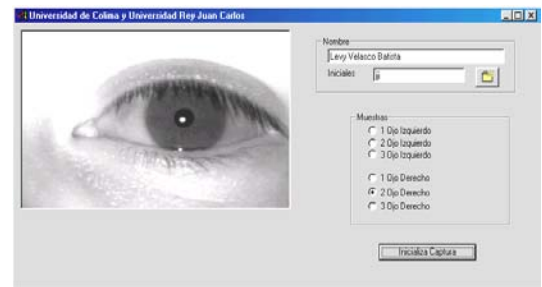 Universidad de Colima y Universidad Rey Juan Carlos
Nombre
Levy Velasco Batista
Iniciales
Muestras
1 Ojo Izquierdo
2 Ojo Izquierdo
3 Ojo Izquierdo
1 Ojo Derecho
2 Ojo Derecho
3 Ojo Derecho
Inicializa Captura